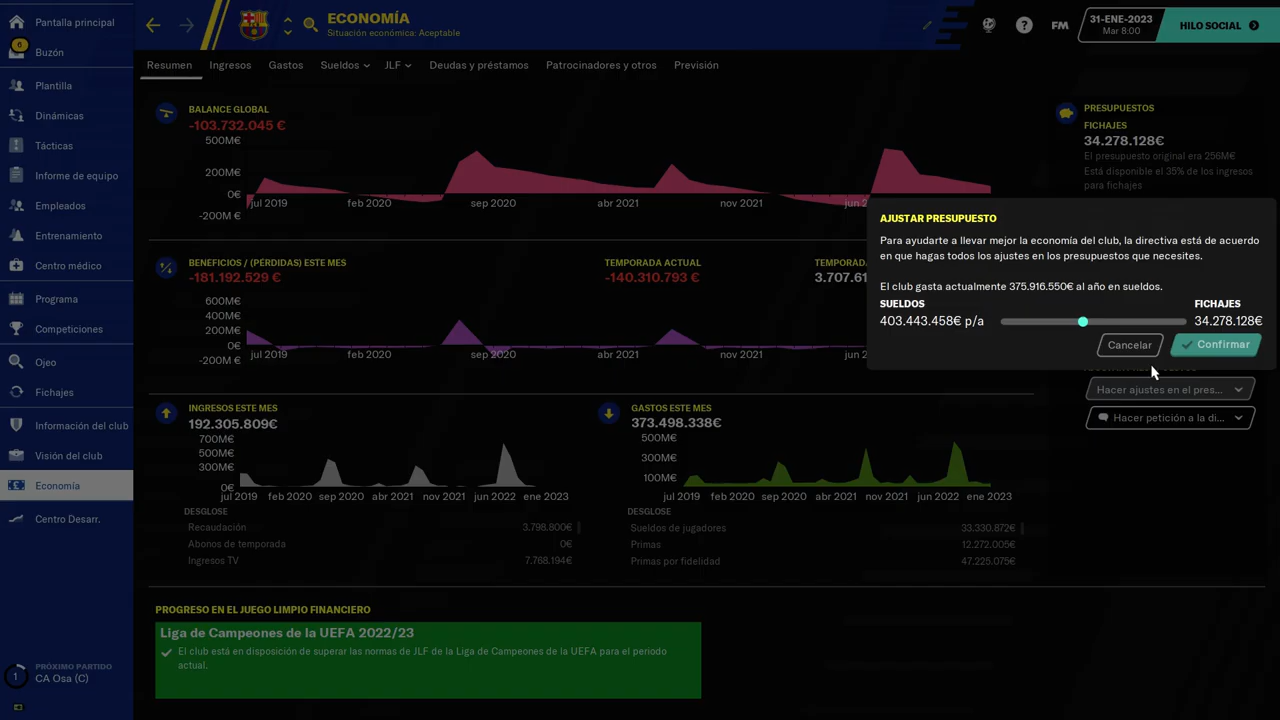 Pantalla principal
6
Buzón
Plantilla
Dinámicas
Tácticas
Informe de equipo
Empleados
Entrenamiento
Centro médico
Programa
Competiciones
Ojeo
Fichajes
Información del club
Visión del club
Economía
Centro Desarr.
1
PRÓXIMO PARTIDO
CA Osa (C)
ECONOMÍA
Situación económica: Aceptable
?
FM
31-ENE-2023
Mar 8:00
HILO SOCIAL
Resumen
Ingresos
Gastos
Sueldos
JLF
Deudas y préstamos
Patrocinadores y otros
Previsión
BALANCE GLOBAL
-103.732.045 €
500M€
200M€
0€
-200M €
jul 2019
feb 2020
sep 2020
abr 2021
nov 2021
jun 2
BENEFICIOS / (PÉRDIDAS) ESTE MES
-181.192.529 €
TEMPORADA ACTUAL
-140.310.793 €
TEMPORAD
3.707.61
600M€
400M€
200M€
0€
-200M €
jul 2019
feb 2020
sep 2020
abr 2021
nov 2021
jun 2
INGRESOS ESTE MES
192.305.809€
700M€
500M€
300M€
0€
jul 2019
feb 2020
sep 2020
abr 2021
nov 2021
jun 2022
ene 2023
DESGLOSE
Recaudación 3.798.800€
Abonos de temporada 0€
Ingresos TV 7.768.194€
GASTOS ESTE MES
373.498.338€
500M€
300M€
100M€
jul 2019
feb 2020
sep 2020
abr 2021
nov 2021
jun 2022
ene 2023
DESGLOSE
Sueldos de jugadores 33.330.872€
Primas 12.272.005€
Primas por fidelidad 47.225.075€
PROGRESO EN EL JUEGO LIMPIO FINANCIERO
Liga de Campeones de la UEFA 2022/23
El club está en disposición de superar las normas de JLF de la Liga de Campeones de la UEFA para el periodo
actual.
PRESUPUESTOS
FICHAJES
34.278.128€
El presupuesto original era 256M€
Está disponible el 35% de los ingresos
para fichajes
AJUSTAR PRESUPUESTO
Para ayudarte a llevar mejor la economía del club, la directiva está de acuerdo
en que hagas todos los ajustes en los presupuestos que necesites.
El club gasta actualmente 375.916.550€ al año en sueldos.
SUELDOS
403.443.458€ p/a
FICHAJES
34.278.128€
Cancelar
Confirmar
Hacer ajustes en el pres...
Hacer petición a la di...